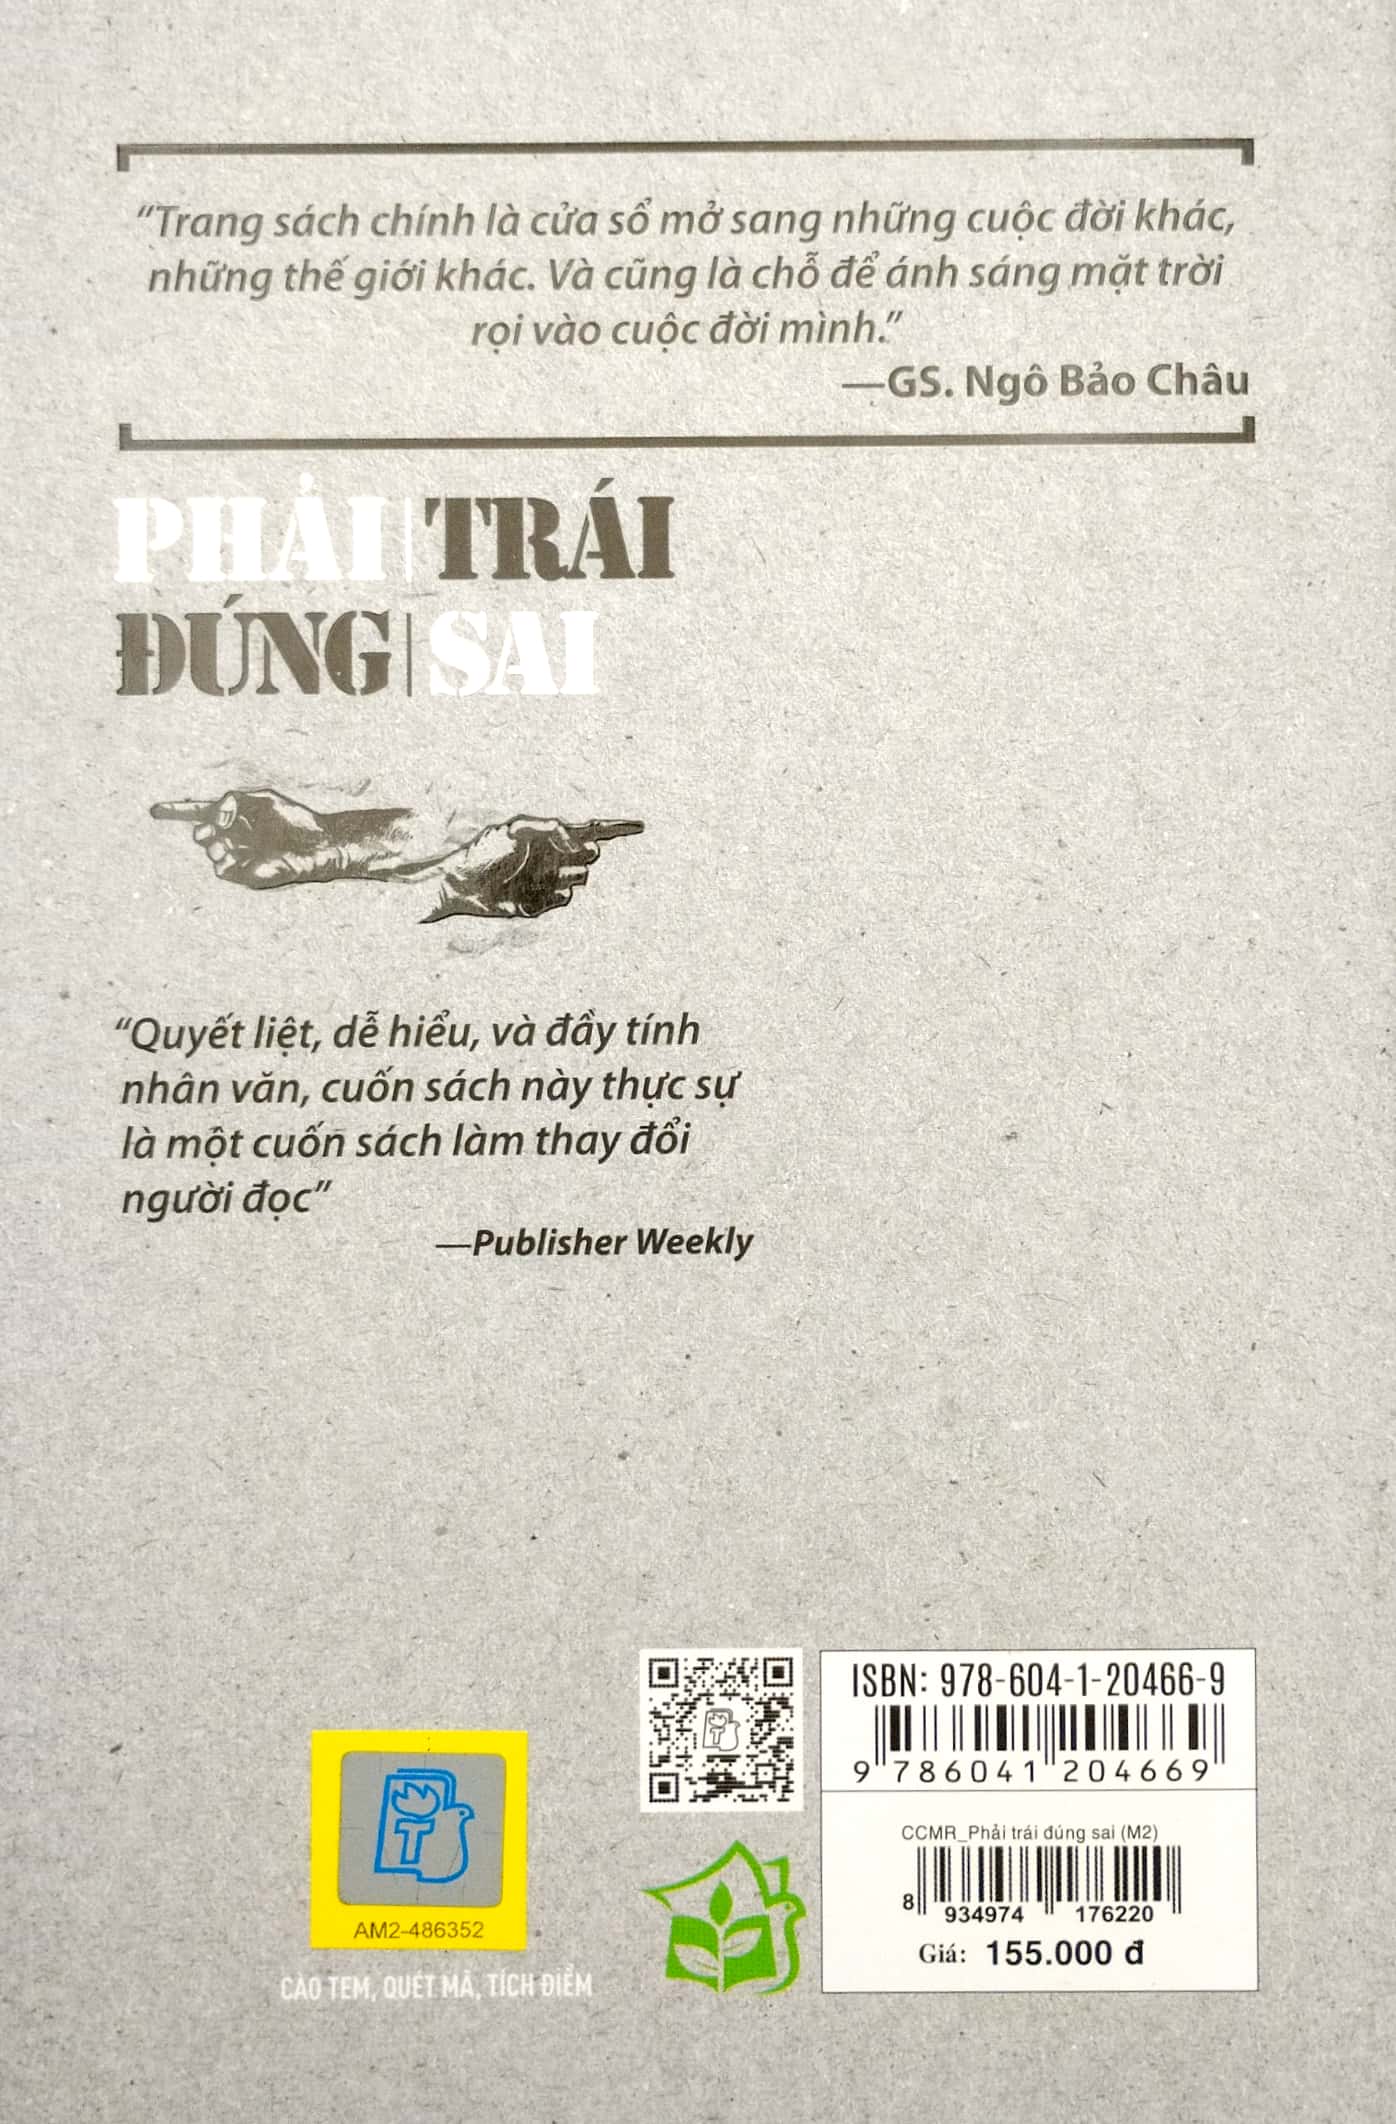 “Trang sách chính là cửa sổ mở sang những cuộc đời khác,
những thế giới khác. Và cũng là chỗ để ánh sáng mặt trời
rọi vào cuộc đời mình.”
—GS. Ngô Bảo Châu
PHẢI|TRÁI
ĐÚNG|SAI
“Quyết liệt, dễ hiểu, và đầy tính
nhân văn, cuốn sách này thực sự
là một cuốn sách làm thay đổi
người đọc”
—Publisher Weekly
ISBN: 978-604-1-20466-9
9 786041 204669
CCMR_Phải trái đúng sai (M2)
8 934974 176220
Giá: 155.000 đ
T
AM2-486352
CÀO TEM, QUÉT MÃ, TÍCH ĐIỂM